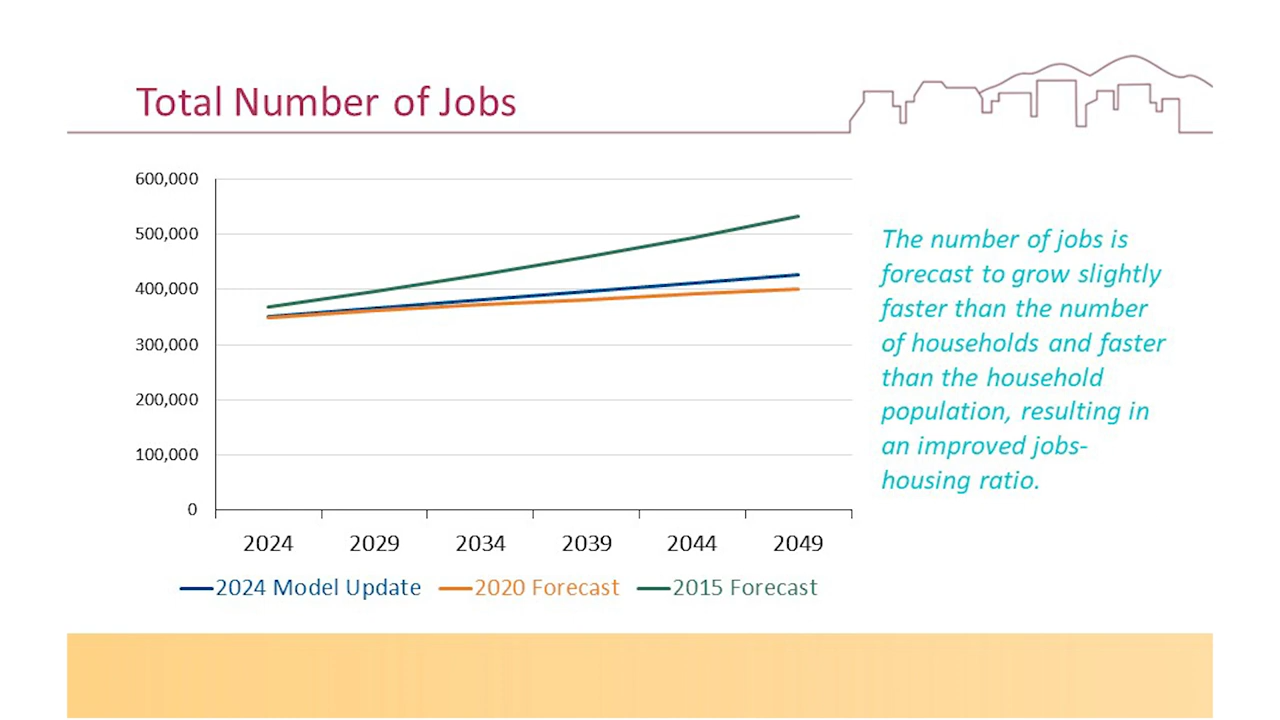 Total Number of Jobs
600,000
500,000
400,000
300,000
200,000
100,000
0
2024 2029 2034 2039 2044 2049
2024 Model Update 2020 Forecast 2015 Forecast
The number of jobs is
forecast to grow slightly
faster than the number
of households and faster
than the household
population, resulting in
an improved jobs-
housing ratio.